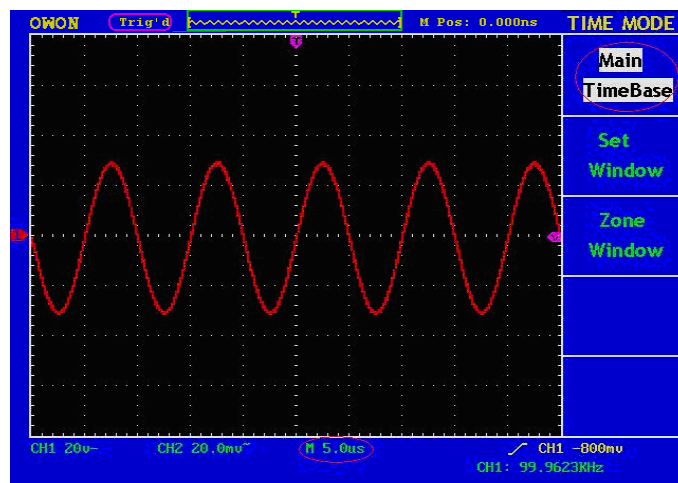 OWON Trig'd T M Pos: 0.000ns TIME MODE
T
Main
TimeBase
Set
Window
Zone
Window
1
CH1 20v~ CH2 20.0mv~ M 5.0us CH1 -800mv
CH1: 99.9623KHz